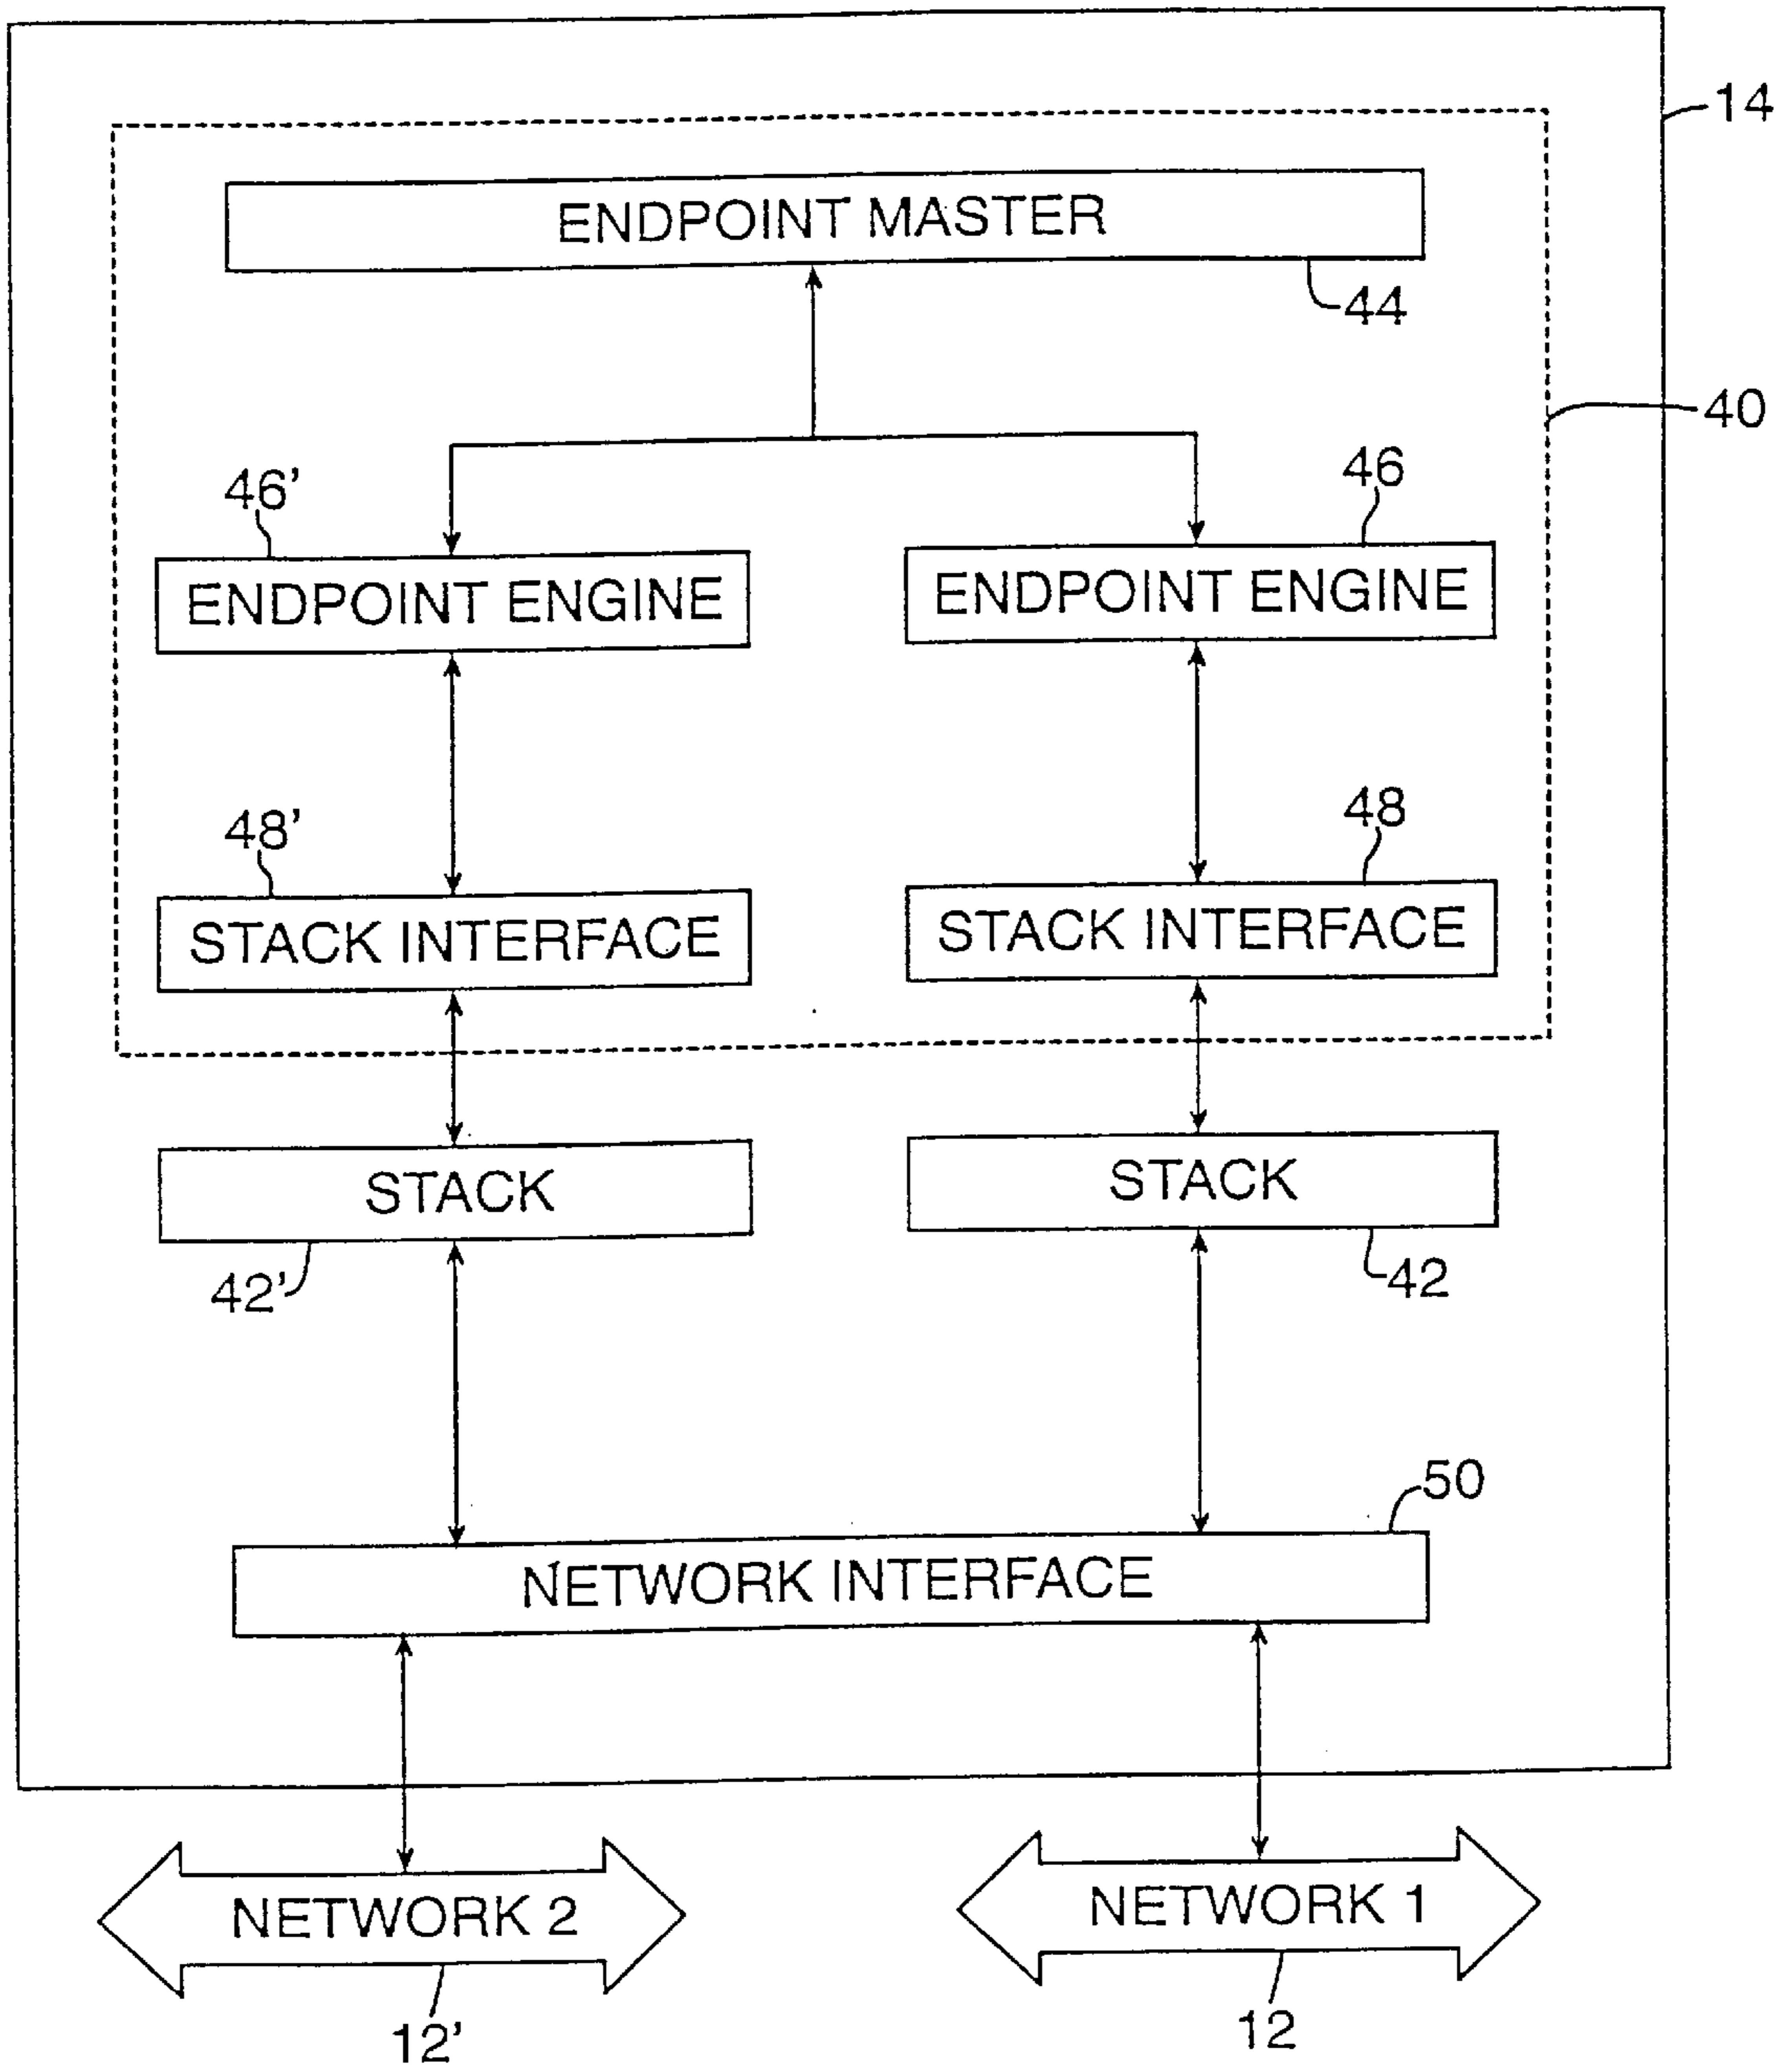 14
ENDPOINT MASTER
44
40
46'
46
ENDPOINT ENGINE
ENDPOINT ENGINE
48'
48
STACK INTERFACE
STACK INTERFACE
STACK
STACK
42'
42
50
NETWORK INTERFACE
NETWORK 2
NETWORK 1
12'
12